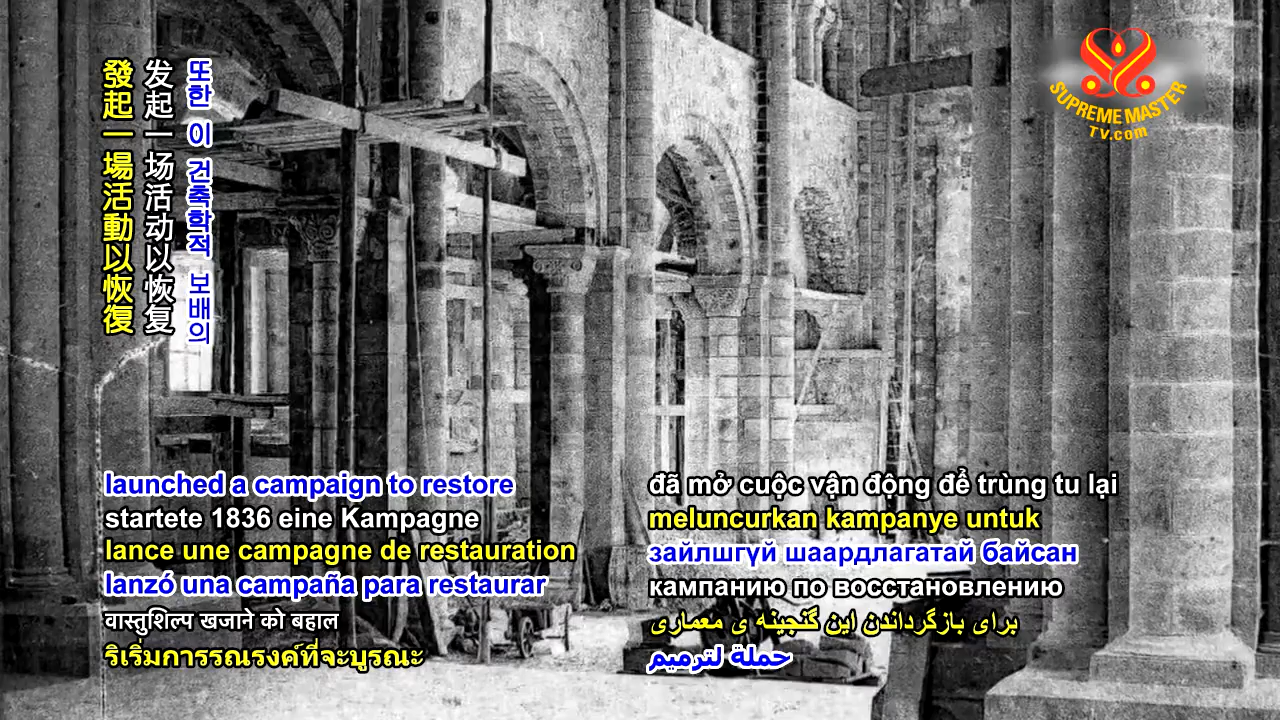 發起一場活動以恢復
发起一场活动以恢复
또한 이 건축학적 보배의
SUPREME MASTER
TV.com
launched a campaign to restore
startete 1836 eine Kampagne
lance une campagne de restauration
lanzó una campaña para restaurar
वास्तुशिल्प खजाने को बहाल
ริเริ่มการรณรงค์ที่จะบูรณะ
đã mở cuộc vận động để trùng tu lại
meluncurkan kampanye untuk
зайлшгүй шаардлагатай байсан
кампанию по восстановлению
برای بازگرداندن این گنجینه ی معماری
حملة لترميم